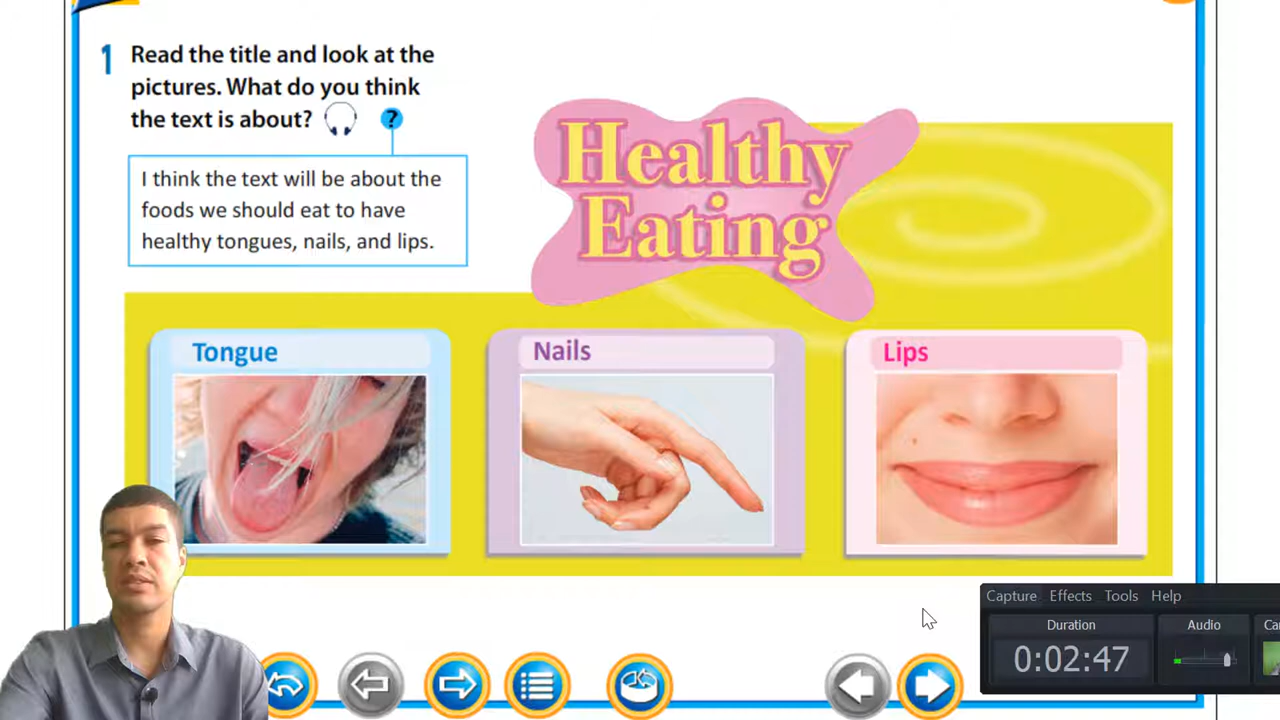 1 Read the title and look at the
pictures. What do you think
the text is about? ?
I think the text will be about the
foods we should eat to have
healthy tongues, nails, and lips.
Healthy
Eating
Tongue
Nails
Lips
Capture Effects Tools Help
Duration
Audio
0:02:47